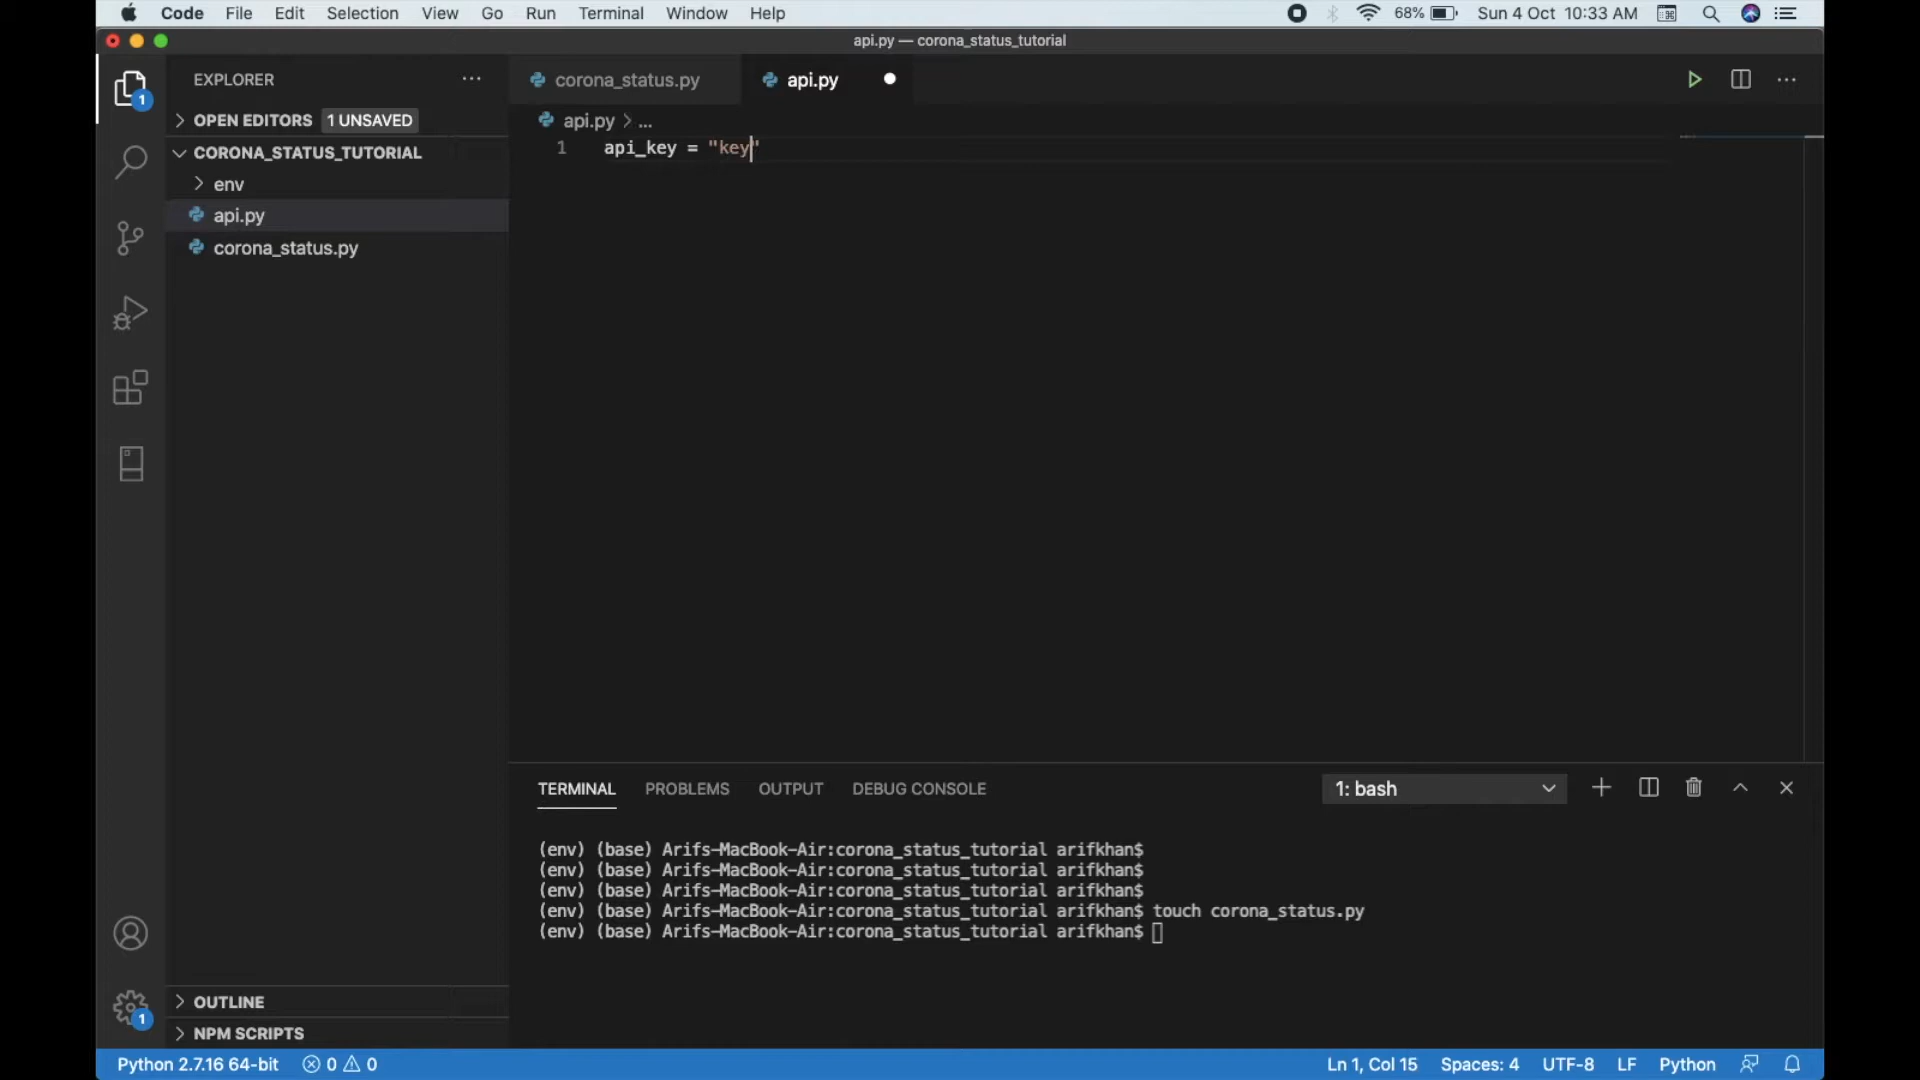 Code File Edit Selection View Go Run Terminal Window Help 68% Sun 4 Oct 10:33 AM
api.py — corona_status_tutorial
EXPLORER
corona_status.py api.py
OPEN EDITORS 1 UNSAVED
api.py > ...
CORONA_STATUS_TUTORIAL
1 api_key = "key"
env
api.py
corona_status.py
TERMINAL PROBLEMS OUTPUT DEBUG CONSOLE 1: bash
(env) (base) Arifs-MacBook-Air:corona_status_tutorial arifkhan$
(env) (base) Arifs-MacBook-Air:corona_status_tutorial arifkhan$
(env) (base) Arifs-MacBook-Air:corona_status_tutorial arifkhan$
(env) (base) Arifs-MacBook-Air:corona_status_tutorial arifkhan$ touch corona_status.py
(env) (base) Arifs-MacBook-Air:corona_status_tutorial arifkhan$
OUTLINE
NPM SCRIPTS
1
1
Python 2.7.16 64-bit 0 0 Ln 1, Col 15 Spaces: 4 UTF-8 LF Python